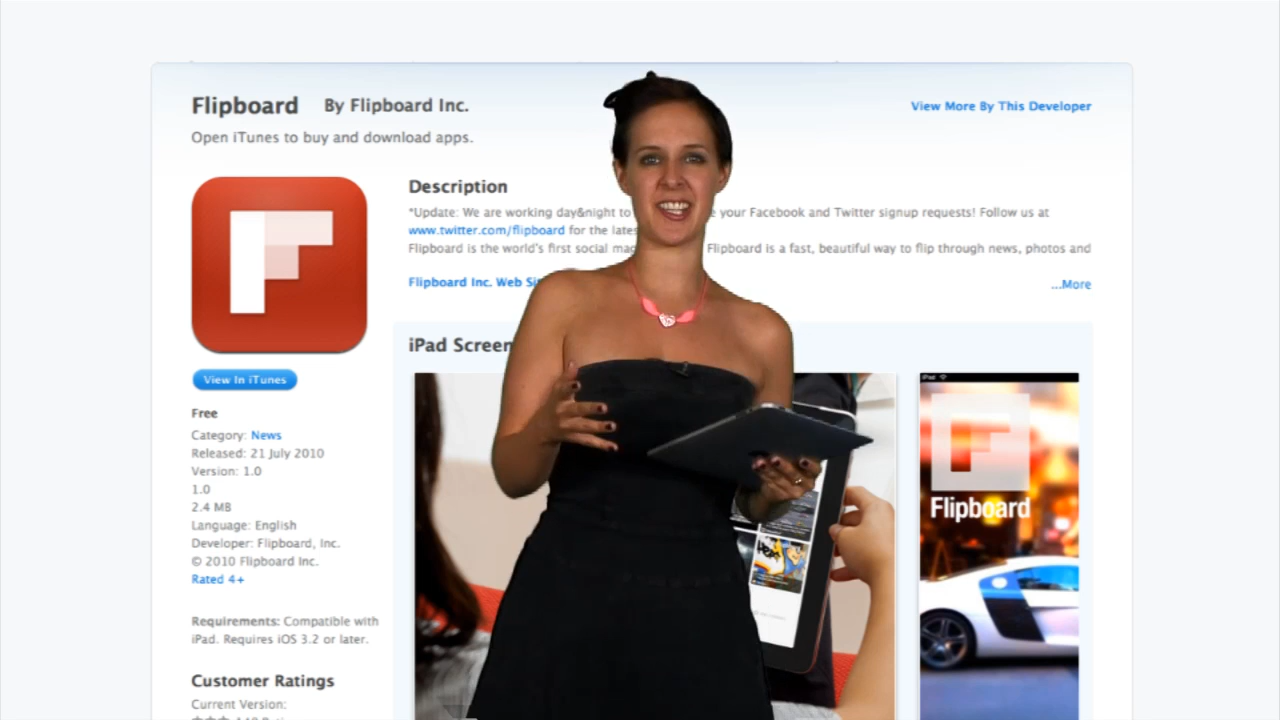 Flipboard By Flipboard Inc.
View More By This Developer
Open iTunes to buy and download apps.
Description
*Update: We are working day&night to
your Facebook and Twitter signup requests! Follow us at
www.twitter.com/flipboard for the
Flipboard is the world's first social
Flipboard is a fast, beautiful way to flip through news, photos and
Flipboard Inc. Web
...More
View In iTunes
iPad
Free
Category: News
Released: 21 July 2010
Version: 1.0
1.0
2.4 MB
Language: English
Developer: Flipboard, Inc.
© 2010 Flipboard Inc.
Rated 4+
Requirements: Compatible with
iPad. Requires iOS 3.2 or later.
Customer Ratings
Current Version:
iPad
Flipboard